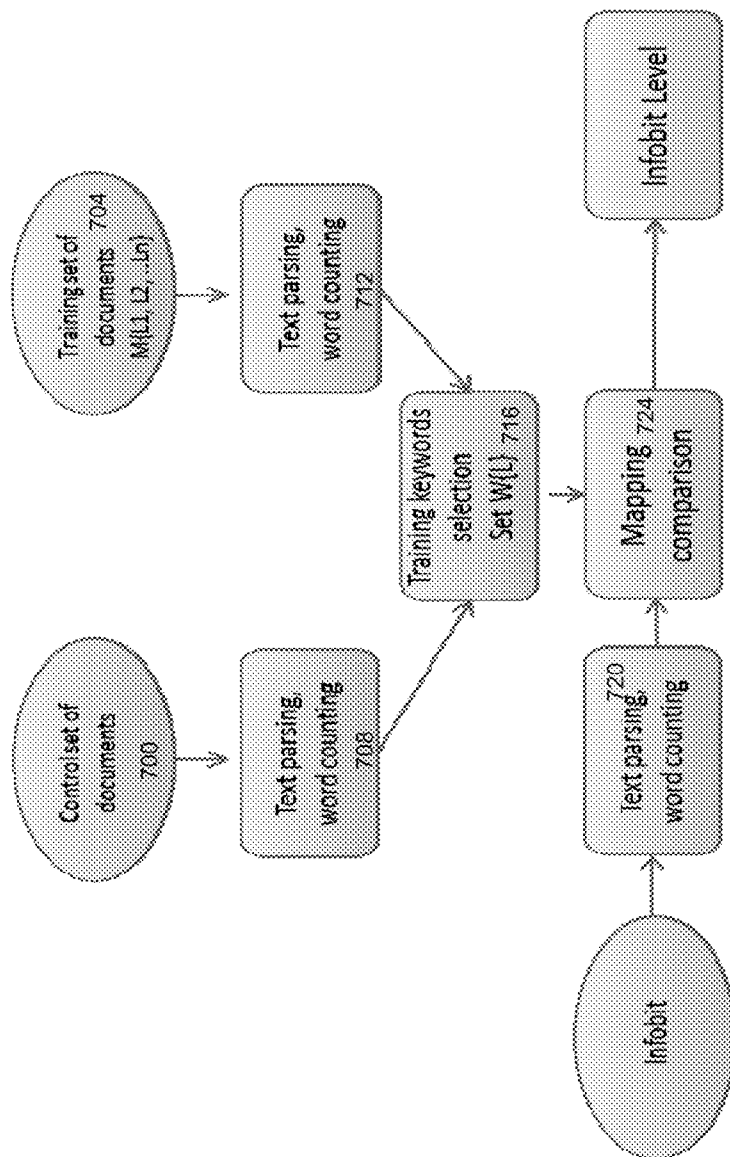 Control set of
documents
700
Training set of
documents 704
M{L1, L2, ..Ln}
Text parsing,
word counting
708
Text parsing,
word counting
712
Training keywords
selection
Set W{L} 716
Infobit
720
Text parsing,
word counting
Mapping 724
comparison
Infobit Level